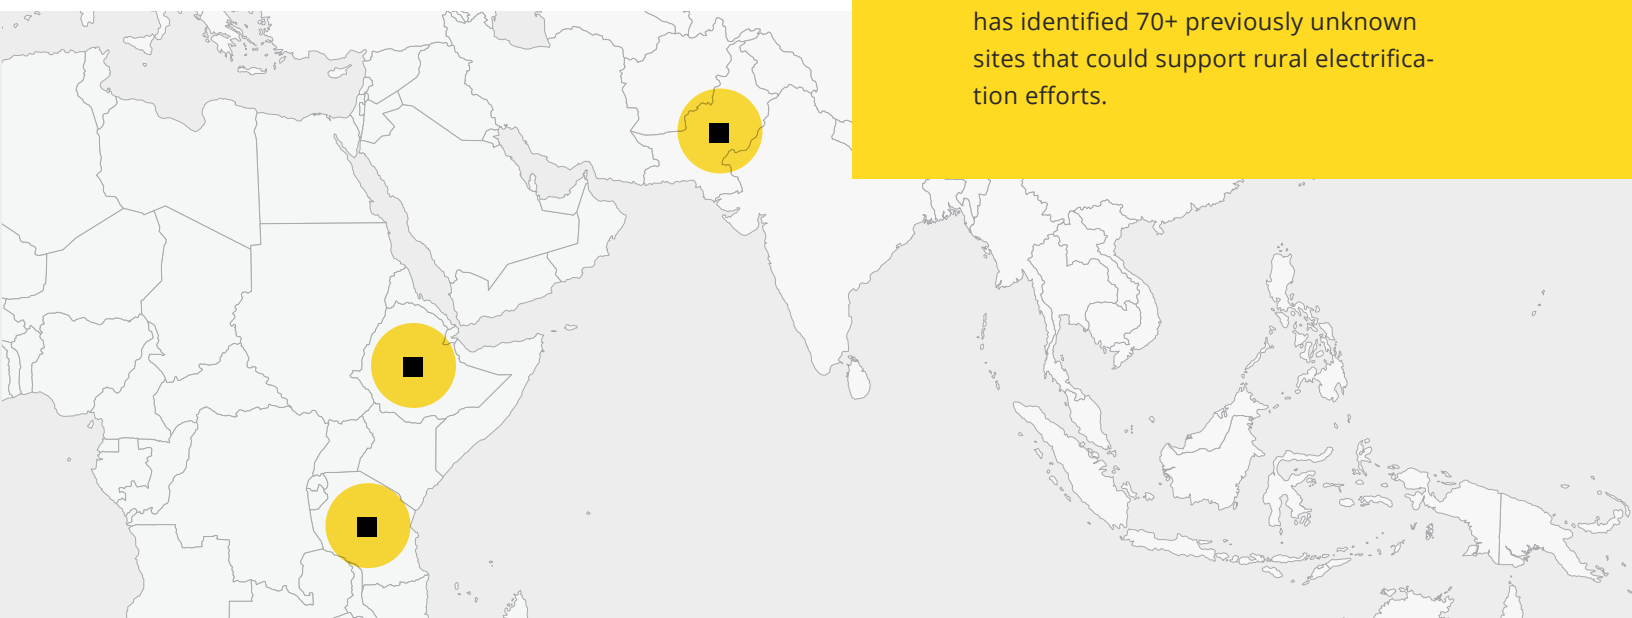 has identified 70+ previously unknown
sites that could support rural electrifica-
tion efforts.